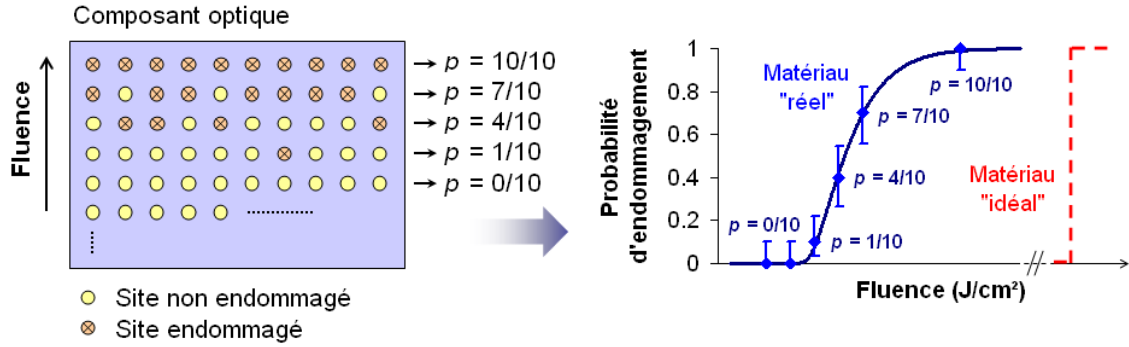 Composant optique
Fluence
p = 10/10
p = 7/10
p = 4/10
p = 1/10
p = 0/10
Site non endommagé
Site endommagé
Probabilité
d'endommagement
1
0.8
0.6
0.4
0.2
0
Matériau
"réel"
p = 10/10
p = 7/10
p = 4/10
p = 0/10
p = 1/10
Matériau
"idéal"
Fluence (J/cm²)